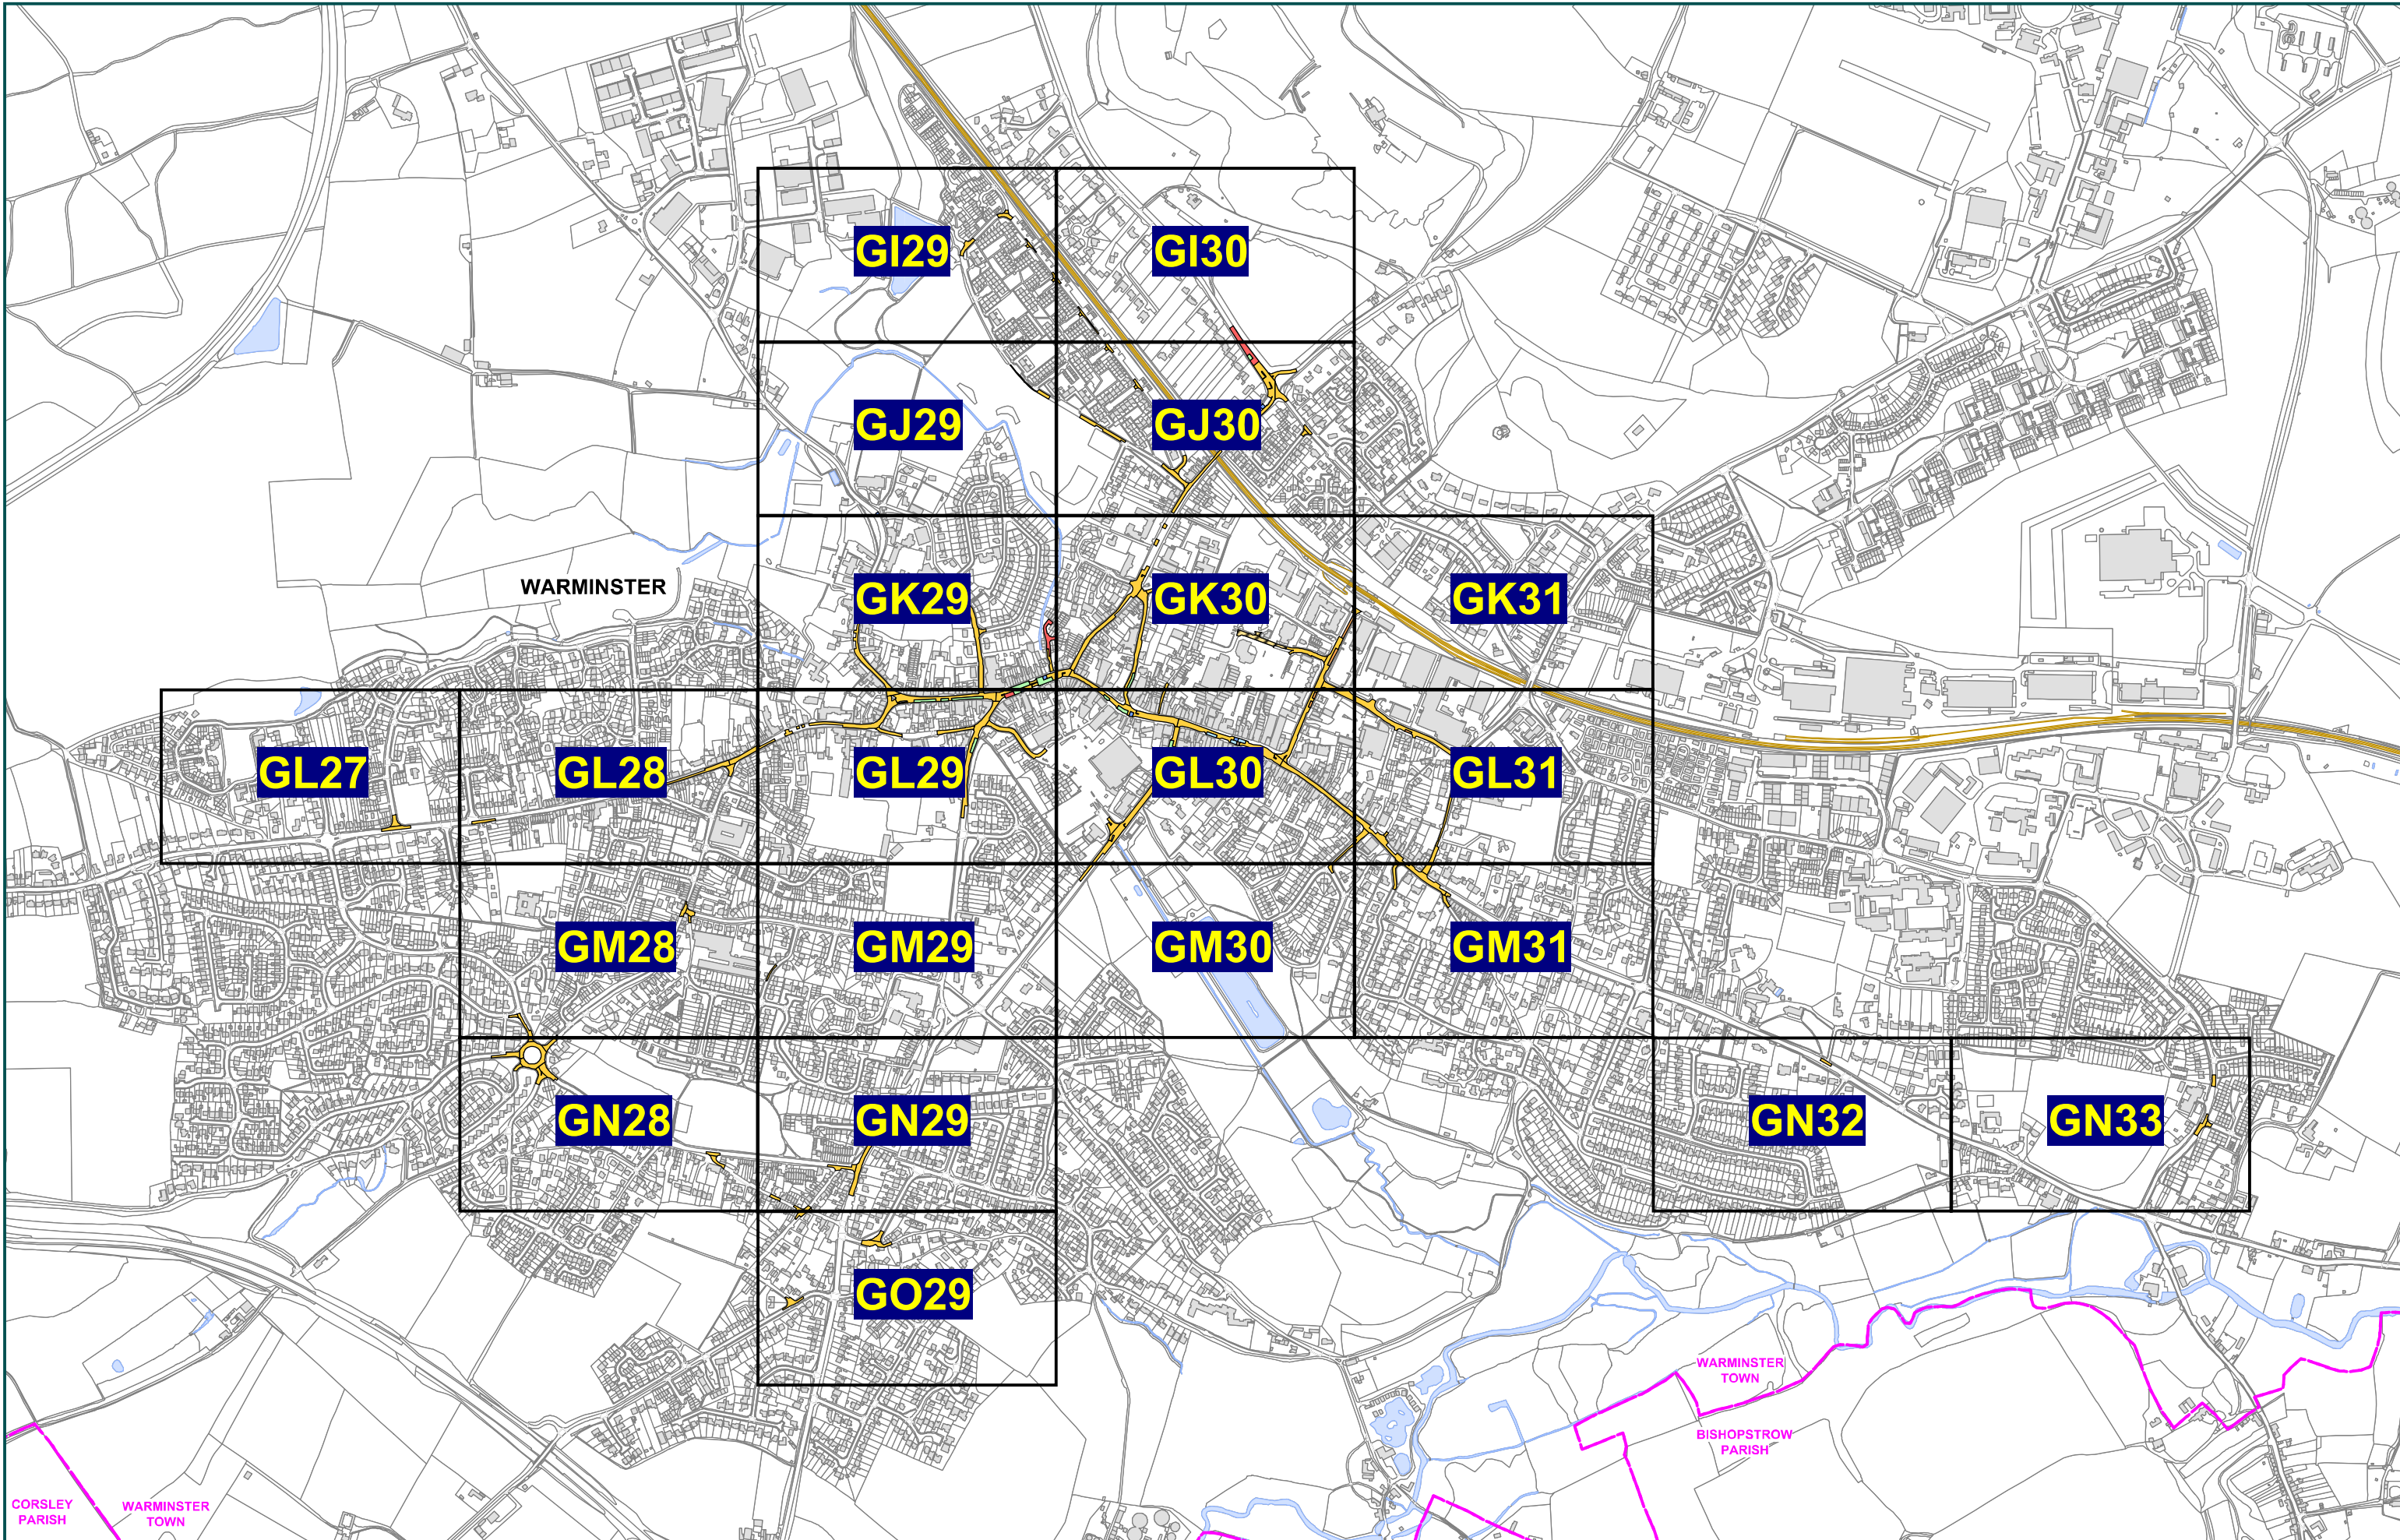 GI29
GI30
GJ29
GJ30
WARMINSTER
GK29
GK30
GK31
GL27
GL28
GL29
GL30
GL31
GM28
GM29
GM30
GM31
GN28
GN29
GN32
GN33
GO29
WARMINSTER
TOWN
BISHOPSTROW
PARISH
CORSLEY
PARISH
WARMINSTER
TOWN